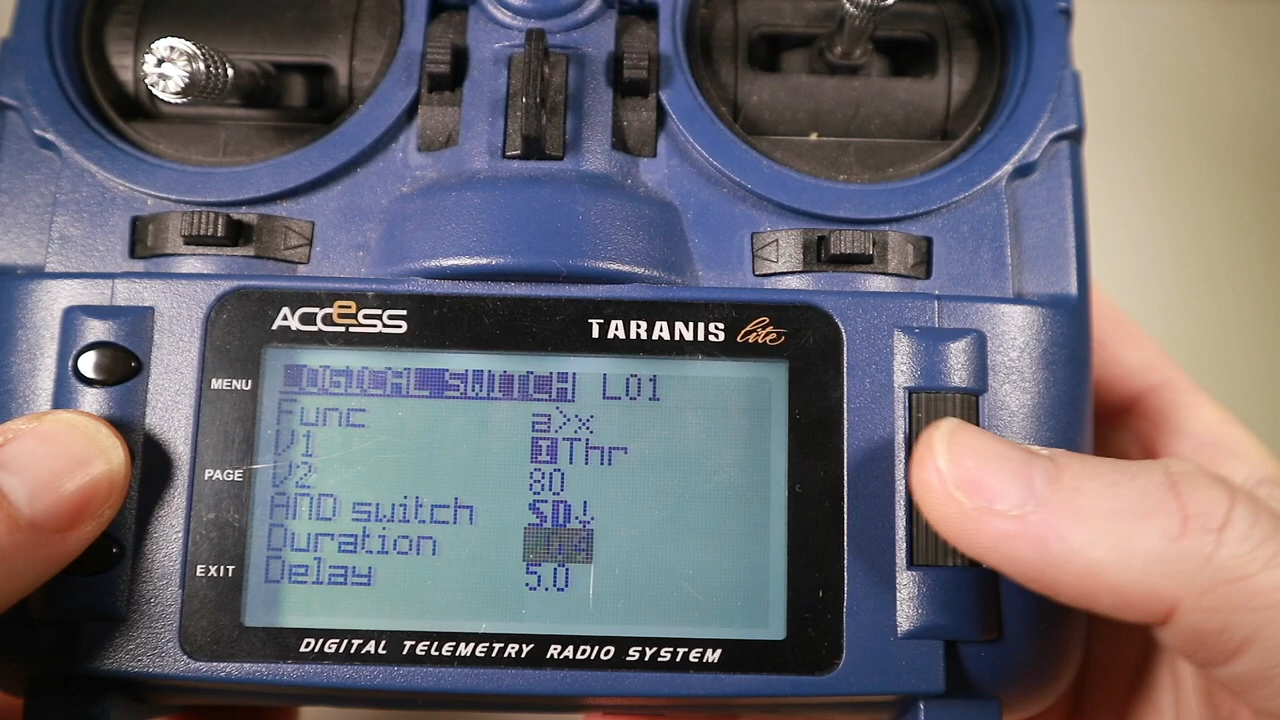 ACCeSS
TARANIS lite
MENU
PAGE
EXIT
LOGICAL SWITCH L01
Func a>x
V1 IThr
V2 80
AND switch SD↓
Duration
Delay 5.0
DIGITAL TELEMETRY RADIO SYSTEM